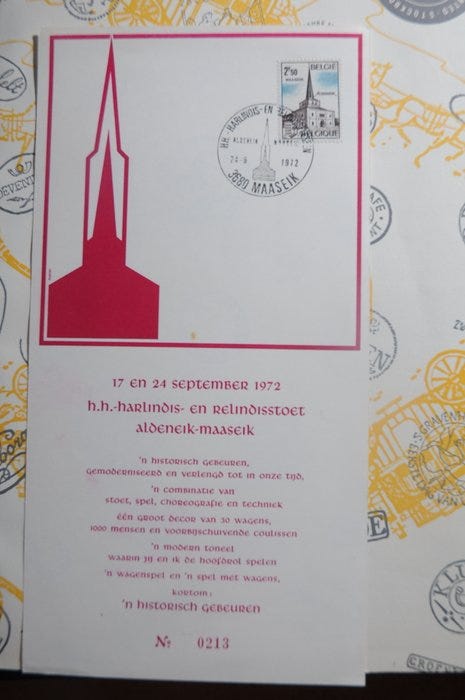 2F50 BELGIË
MAASEIK
ALDENEIK
BELGIQUE
H.H. HARLINDIS-EN
ALDENEIK
24-9 1972
3680 MAASEIK
17 en 24 september 1972
h.h.-harlindis- en relindisstoet
aldeneik-maaseik
'n historisch gebeuren,
gemoderniseerd en verlengd tot in onze tijd,
'n combinatie van
stoet, spel, choreografie en techniek
één groot decor van 30 wagens,
1000 mensen en voorbijschuivende coulissen
'n modern toneel
waarin jij en ik de hoofdrol spelen
'n wagenspel en 'n spel met wagens,
kortom:
'n historisch gebeuren
Nr 0213